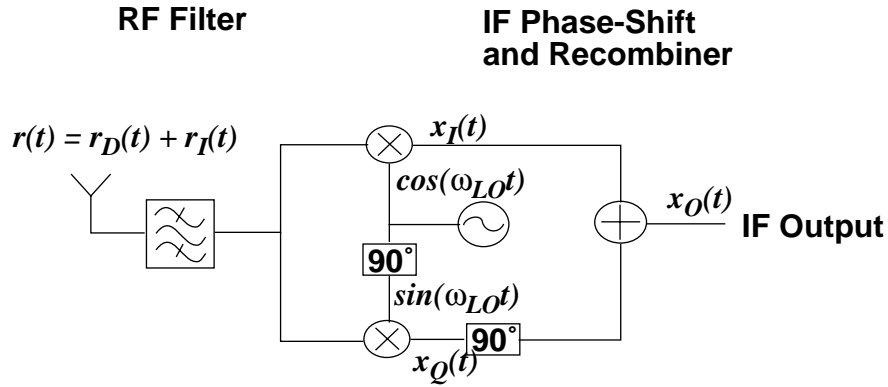 RF Filter
IF Phase-Shift
and Recombiner
r(t) = r_D(t) + r_I(t)
x_I(t)
cos(ω_LO t)
x_O(t)
IF Output
90°
sin(ω_LO t)
90°
x_Q(t)